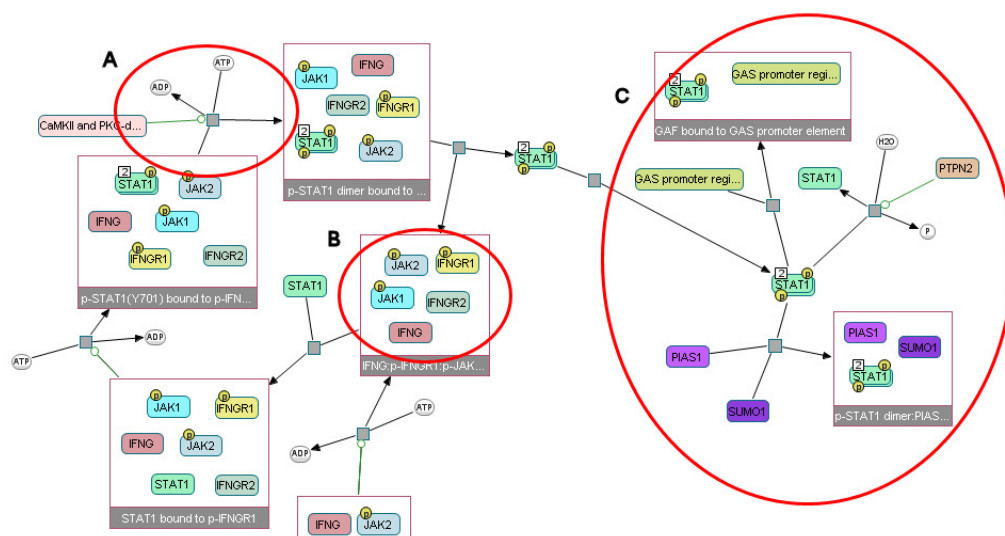 A
ATP
ADP
CaMKII and PKC-d...
p
JAK1
IFNG
IFNGR2
p
IFNGR1
2
p
STAT1
p
p
JAK2
p-STAT1 dimer bound to ...
2
p
STAT1
p
2
p
STAT1
p
JAK2
IFNG
p
JAK1
p
IFNGR1
IFNGR2
p-STAT1(Y701) bound to p-IFN...
ATP
ADP
p
JAK1
p
IFNGR1
IFNG
p
JAK2
STAT1
IFNGR2
STAT1 bound to p-IFNGR1
STAT1
B
p
JAK2
p
IFNGR1
p
JAK1
IFNGR2
IFNG
IFNG:p-IFNGR1:p-JAK...
ATP
ADP
IFNG
p
JAK2
C
2
p
STAT1
p
GAS promoter regi...
GAF bound to GAS promoter element
GAS promoter regi...
H2O
STAT1
PTPN2
P
2
p
STAT1
p
PIAS1
SUMO1
PIAS1
SUMO1
2
p
STAT1
p
p-STAT1 dimer:PIAS...